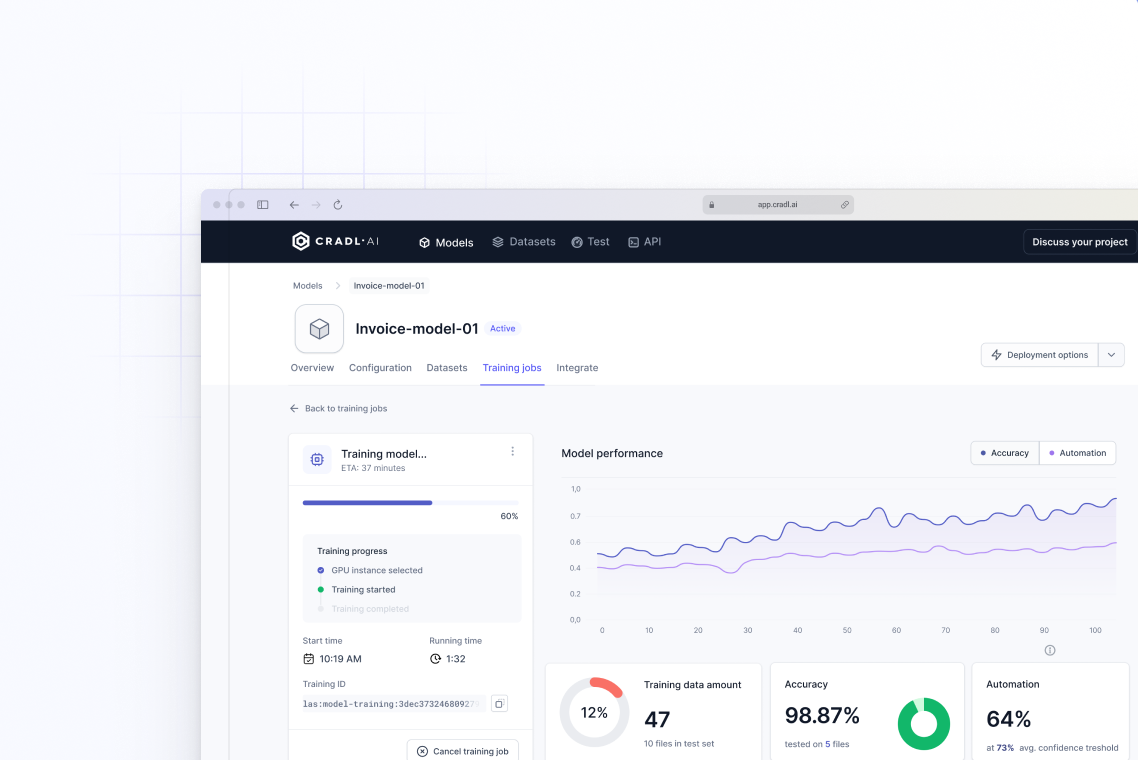 app.cradl.ai
CRADL·AI
Models
Datasets
Test
API
Discuss your project
Models
Invoice-model-01
Invoice-model-01
Active
Deployment options
Overview
Configuration
Datasets
Training jobs
Integrate
Back to training jobs
Training model...
ETA: 37 minutes
60%
Training progress
GPU instance selected
Training started
Training completed
Start time
Running time
10:19 AM
1:32
Training ID
las:model-training:3dec37324680927
Cancel training job
Model performance
Accuracy
Automation
1,0
0.7
0.6
0.4
0.2
0,0
0
10
20
30
40
50
60
70
80
90
100
12%
Training data amount
47
10 files in test set
Accuracy
98.87%
tested on 5 files
Automation
64%
at 73% avg. confidence treshold